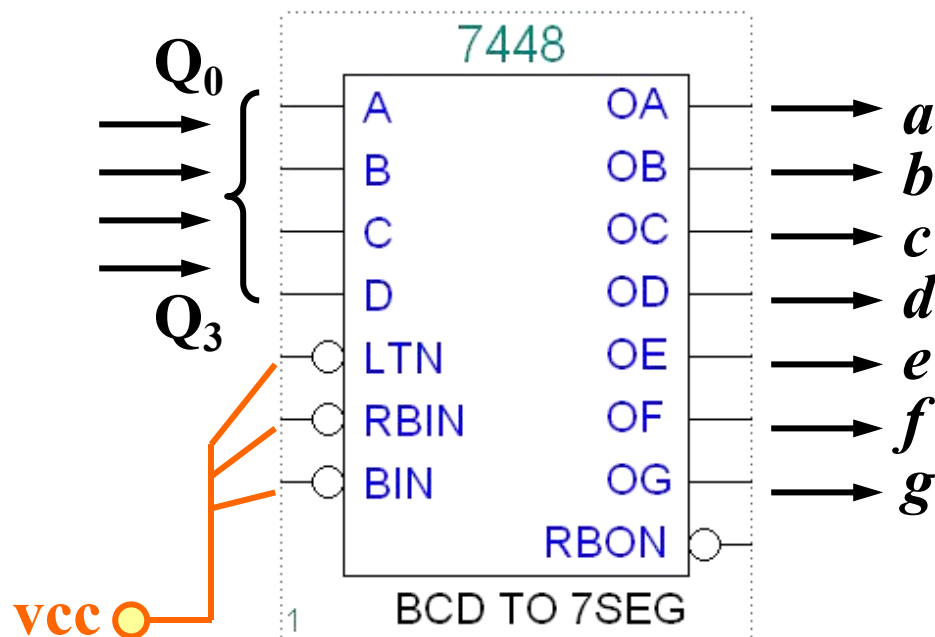 7448
Q0
A OA a
B OB b
C OC c
D OD d
Q3
LTN OE e
RBIN OF f
BIN OG g
RBON
vcc
1
BCD TO 7SEG